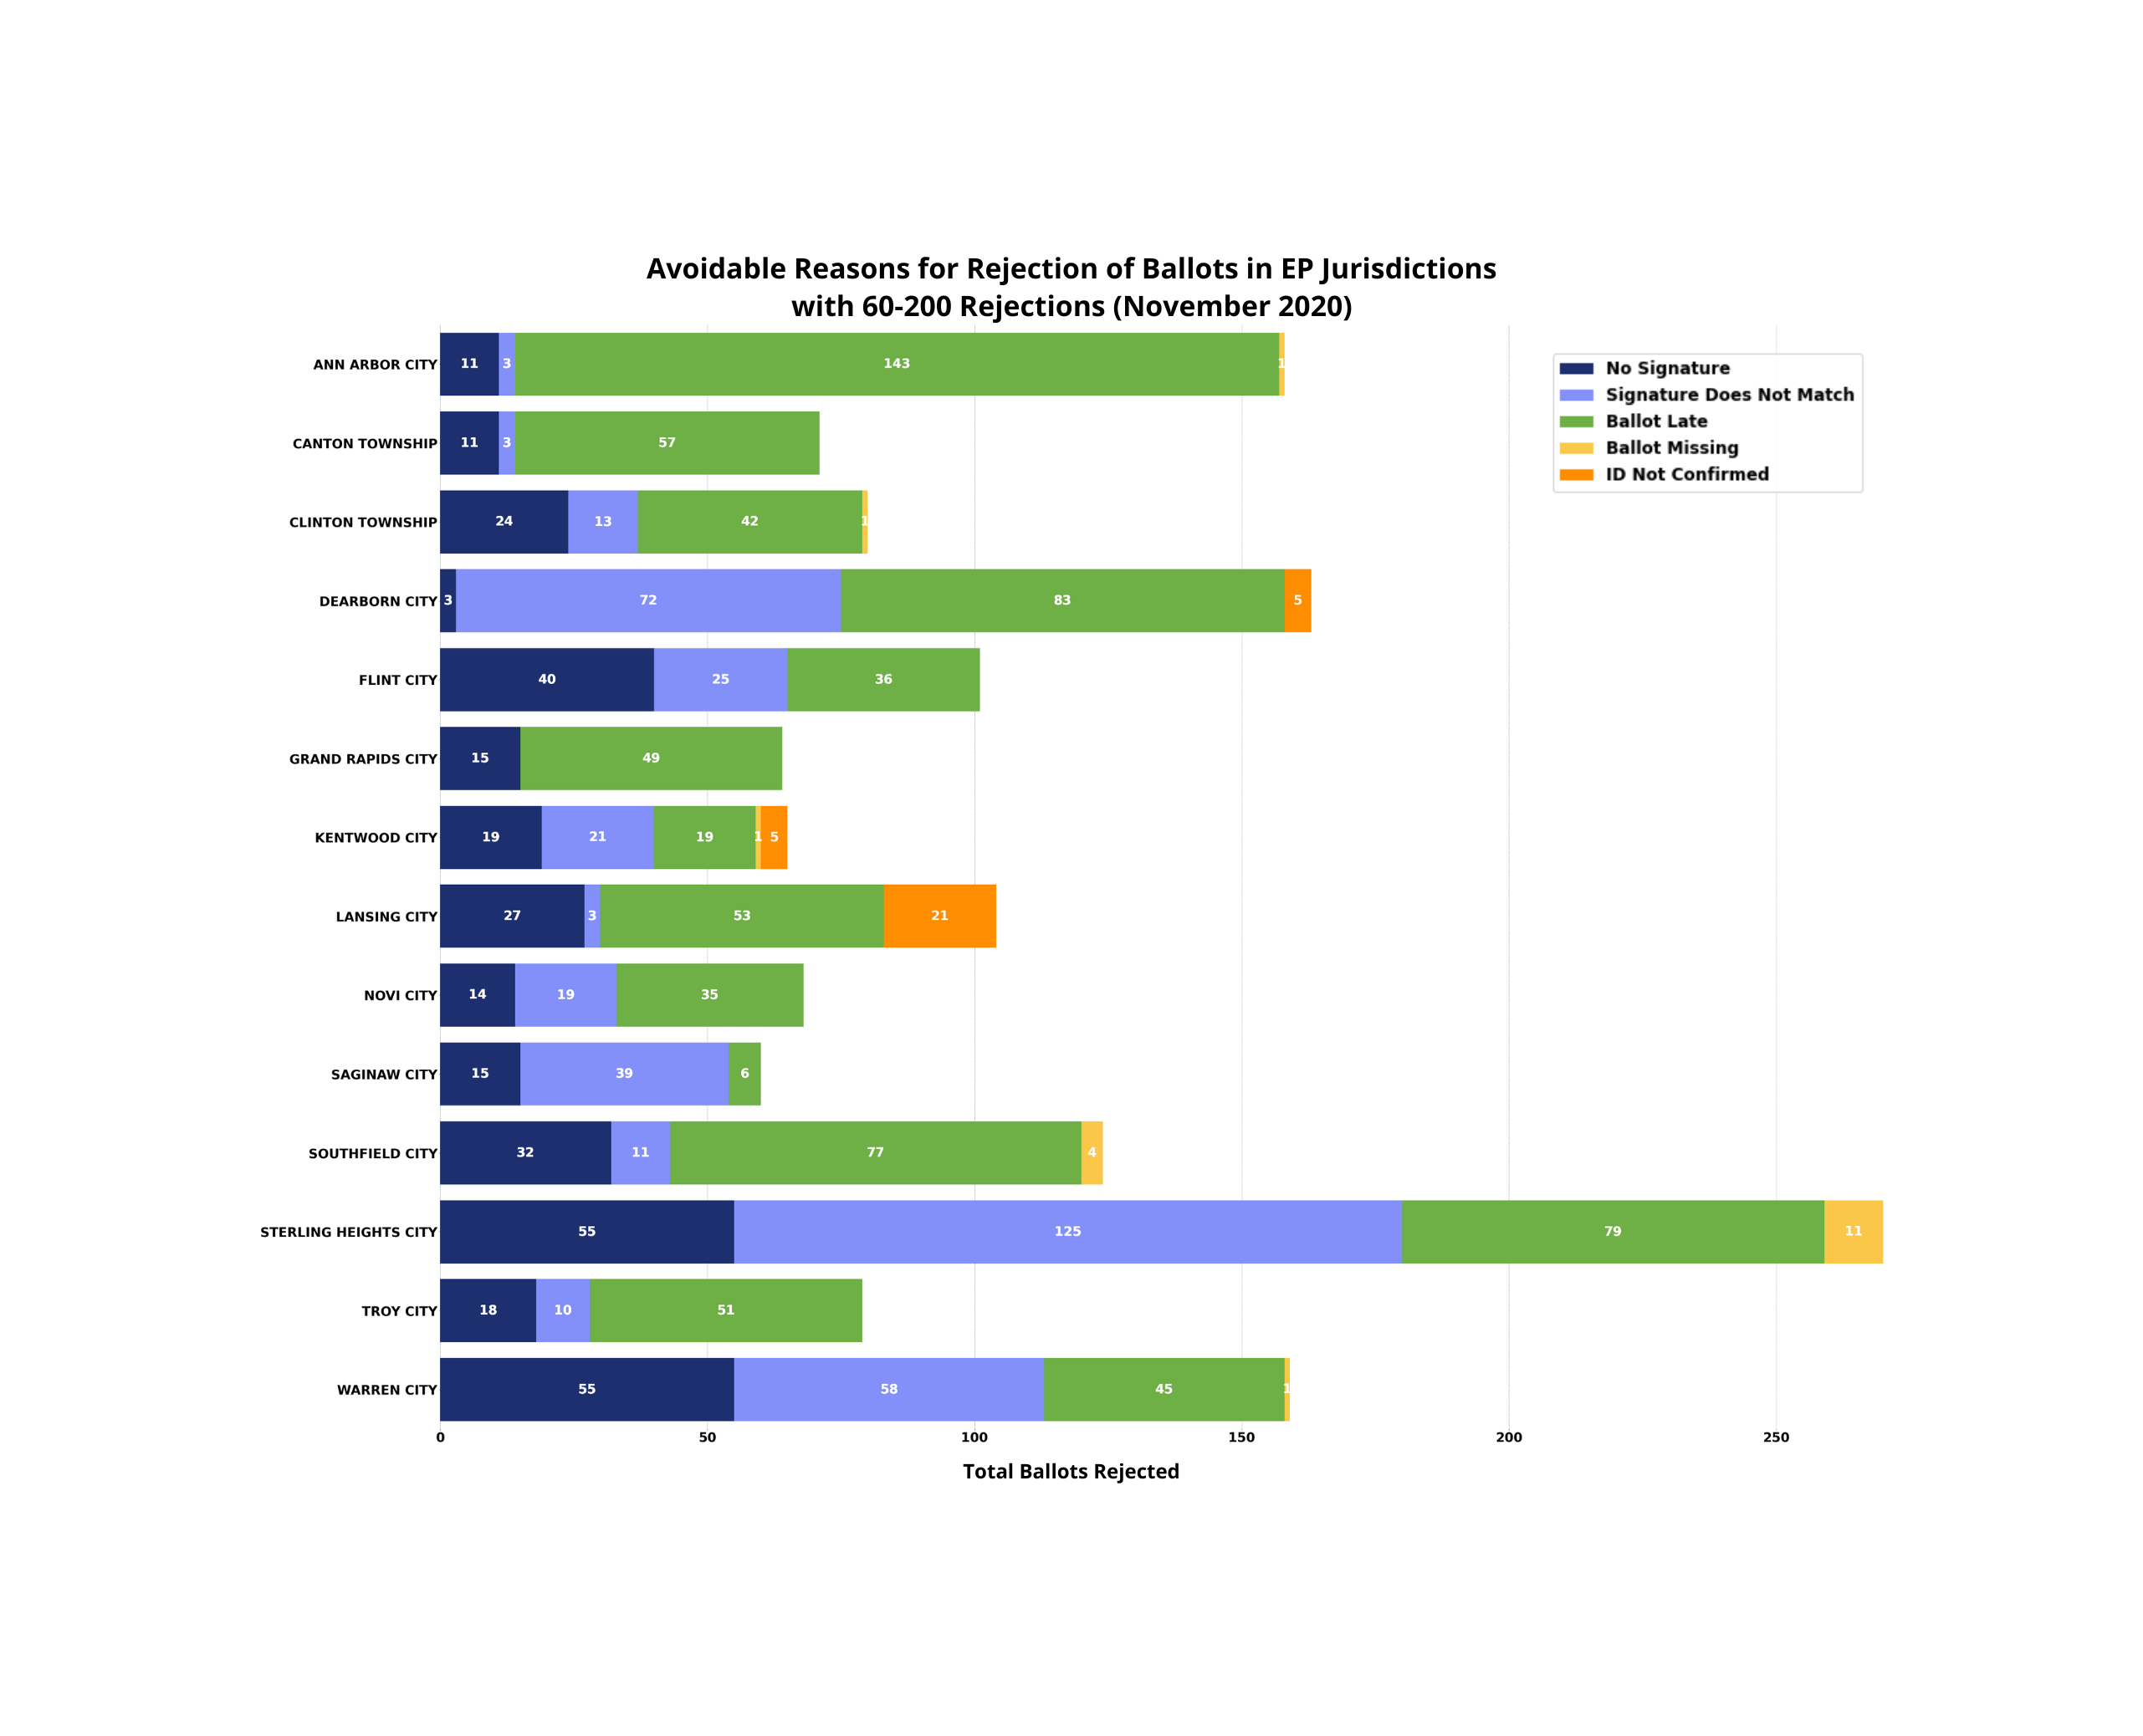 Avoidable Reasons for Rejection of Ballots in EP Jurisdictions
with 60-200 Rejections (November 2020)
No Signature
Signature Does Not Match
Ballot Late
Ballot Missing
ID Not Confirmed
ANN ARBOR CITY 11 3 143 1
CANTON TOWNSHIP 11 3 57
CLINTON TOWNSHIP 24 13 42 1
DEARBORN CITY 3 72 83 5
FLINT CITY 40 25 36
GRAND RAPIDS CITY 15 49
KENTWOOD CITY 19 21 19 1 5
LANSING CITY 27 3 53 21
NOVI CITY 14 19 35
SAGINAW CITY 15 39 6
SOUTHFIELD CITY 32 11 77 4
STERLING HEIGHTS CITY 55 125 79 11
TROY CITY 18 10 51
WARREN CITY 55 58 45 1
0 50 100 150 200 250
Total Ballots Rejected